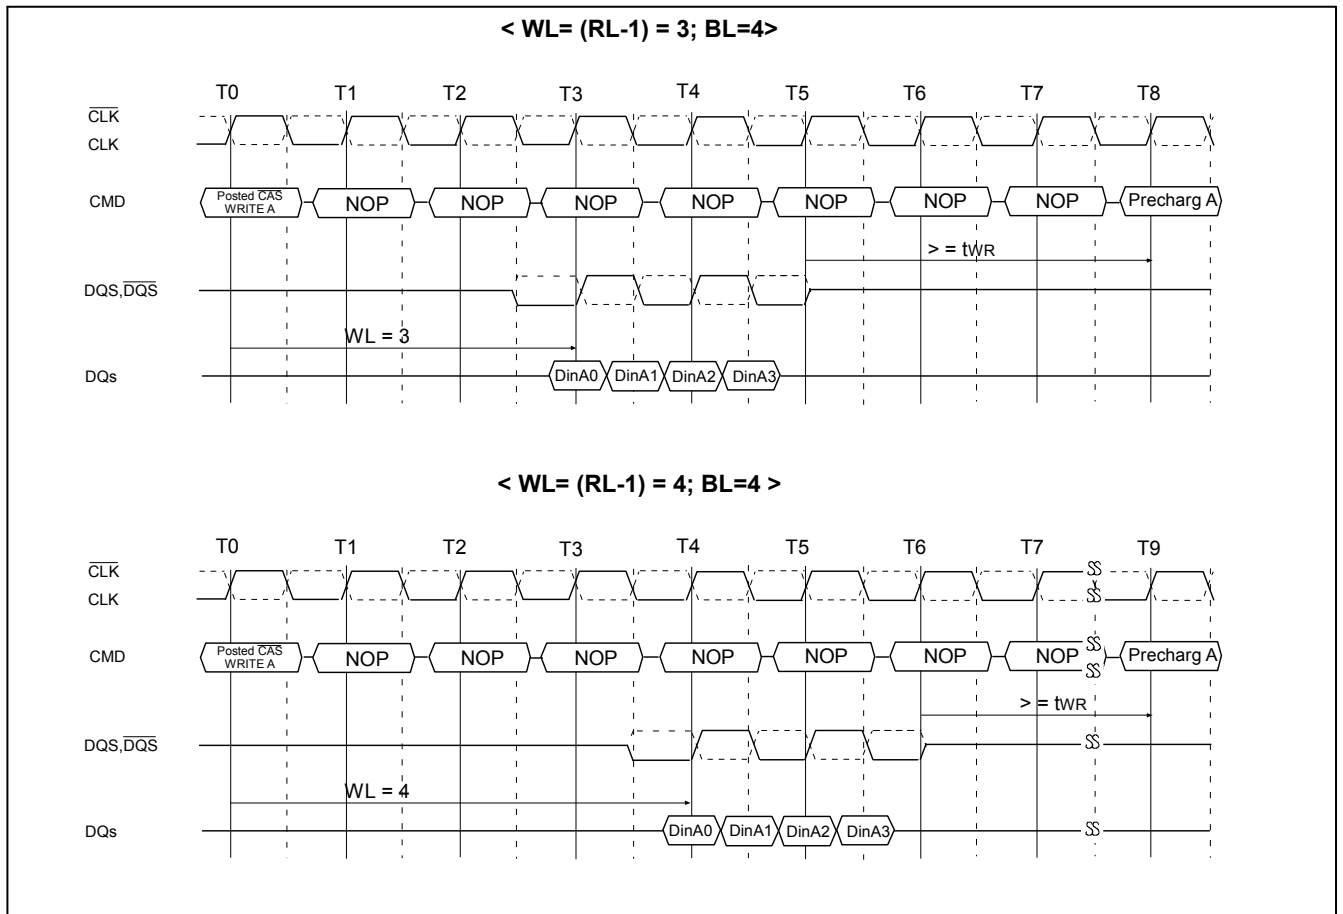 < WL= (RL-1) = 3; BL=4>
T0 T1 T2 T3 T4 T5 T6 T7 T8
CLK
CLK
CMD
Posted CAS
WRITE A
NOP NOP NOP NOP NOP NOP NOP Precharg A
> = tWR
DQS,DQS
WL = 3
DQs
DinA0 DinA1 DinA2 DinA3
< WL= (RL-1) = 4; BL=4 >
T0 T1 T2 T3 T4 T5 T6 T7 T9
CLK
CLK
CMD
Posted CAS
WRITE A
NOP NOP NOP NOP NOP NOP NOP Precharg A
> = tWR
DQS,DQS
WL = 4
DQs
DinA0 DinA1 DinA2 DinA3